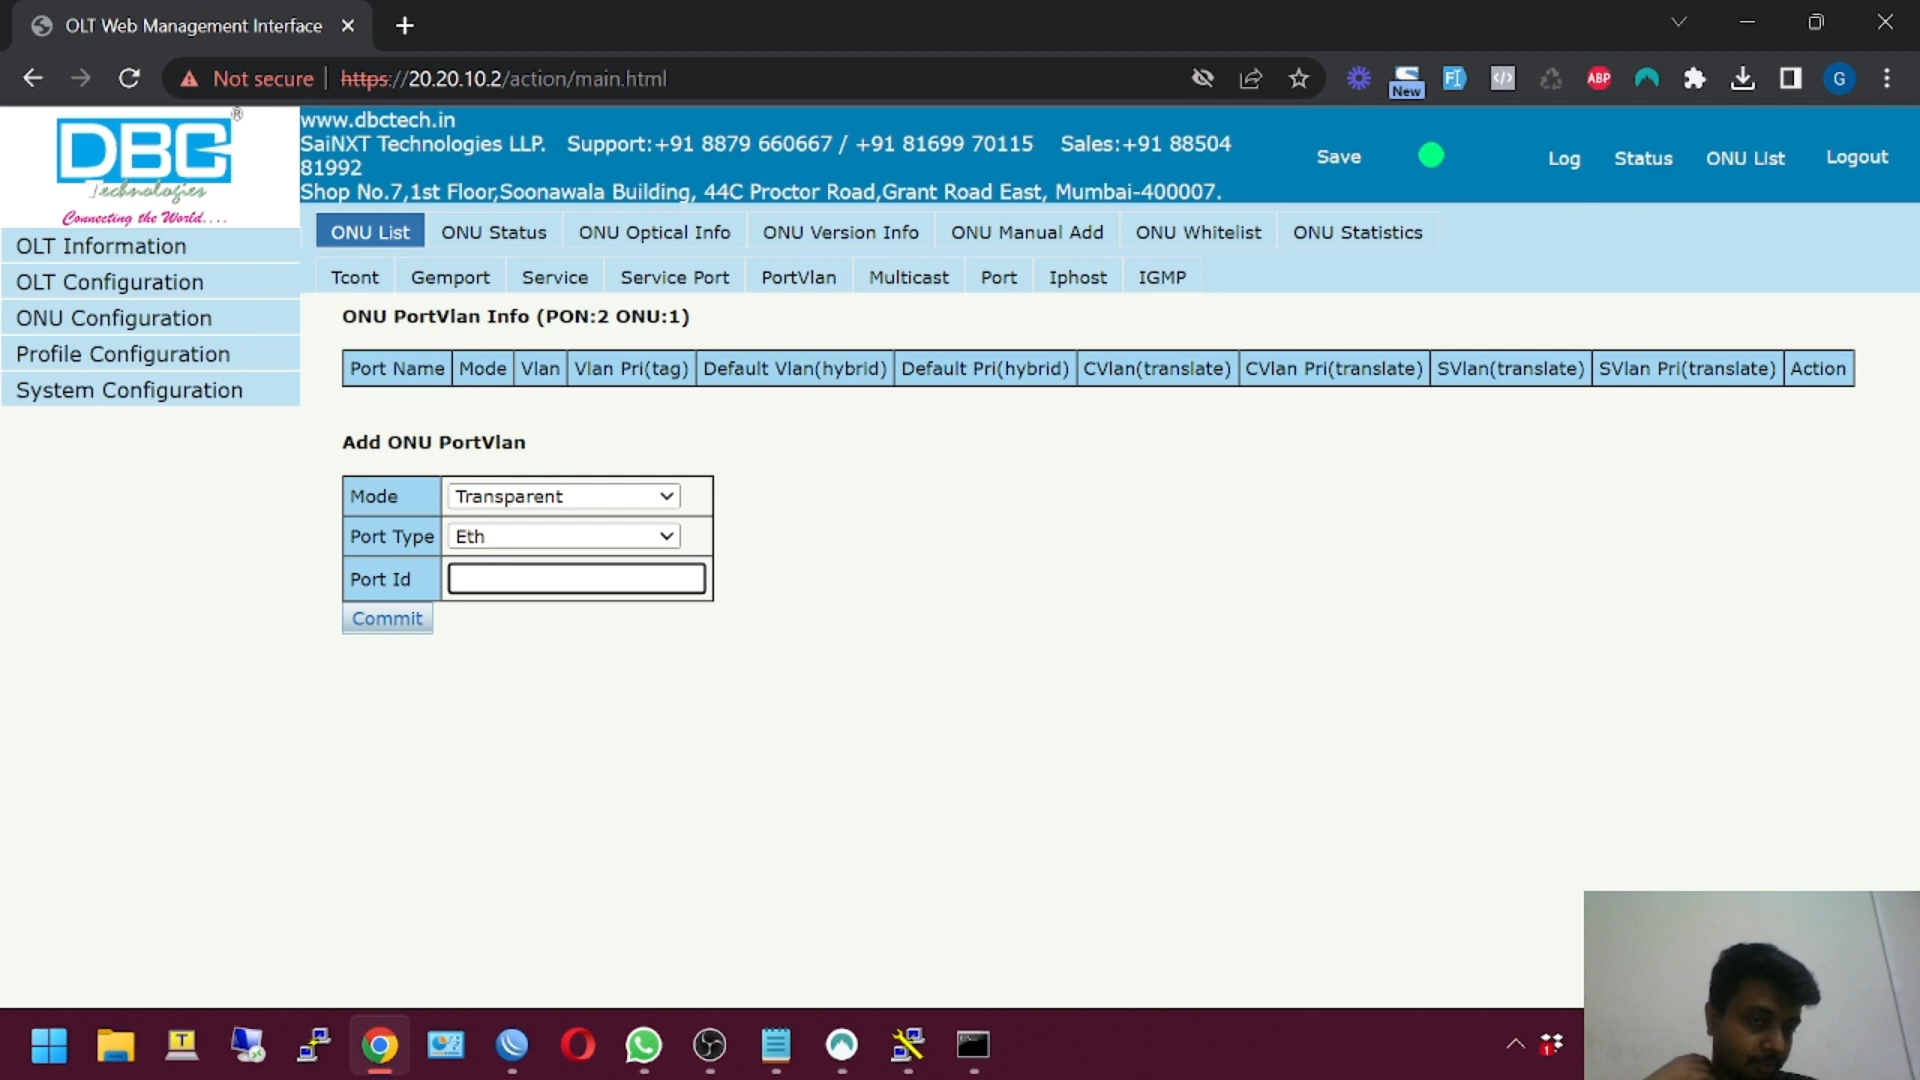 OLT Web Management Interface
Not secure | https://20.20.10.2/action/main.html
New
ABP
G
DBC®
Technologies
Connecting the World....
www.dbctech.in
SaiNXT Technologies LLP. Support:+91 8879 660667 / +91 81699 70115 Sales:+91 88504
81992
Shop No.7,1st Floor,Soonawala Building, 44C Proctor Road,Grant Road East, Mumbai-400007.
Save
Log Status ONU List Logout
OLT Information
OLT Configuration
ONU Configuration
Profile Configuration
System Configuration
ONU List ONU Status ONU Optical Info ONU Version Info ONU Manual Add ONU Whitelist ONU Statistics
Tcont Gemport Service Service Port PortVlan Multicast Port Iphost IGMP
ONU PortVlan Info (PON:2 ONU:1)
Port Name Mode Vlan Vlan Pri(tag) Default Vlan(hybrid) Default Pri(hybrid) CVlan(translate) CVlan Pri(translate) SVlan(translate) SVlan Pri(translate) Action
Add ONU PortVlan
Mode Transparent
Port Type Eth
Port Id
Commit
T
1